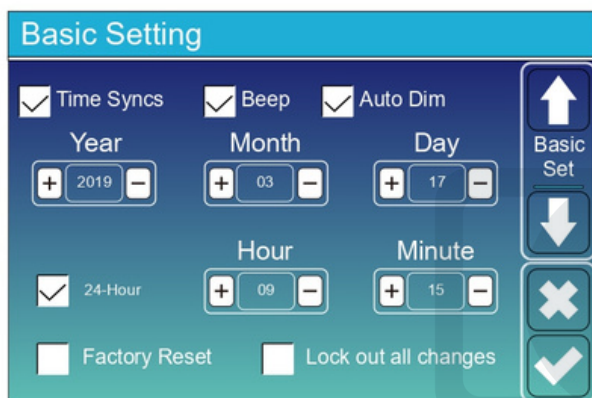 Basic Setting
Time Syncs Beep Auto Dim
Year Month Day
+ 2019 − + 03 − + 17 −
Basic
Set
Hour Minute
24-Hour + 09 − + 15 −
Factory Reset Lock out all changes